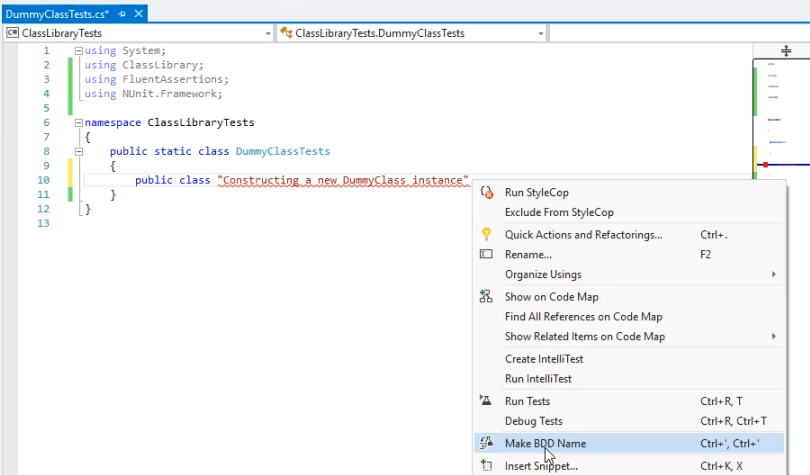 DummyClassTests.cs*
ClassLibraryTests
ClassLibraryTests.DummyClassTests
1 using System;
2 using ClassLibrary;
3 using FluentAssertions;
4 using NUnit.Framework;
5
6 namespace ClassLibraryTests
7 {
8 public static class DummyClassTests
9 {
10 public class "Constructing a new DummyClass instance"
11 }
12 }
13
Run StyleCop
Exclude From StyleCop
Quick Actions and Refactorings... Ctrl+.
Rename... F2
Organize Usings
Show on Code Map
Find All References on Code Map
Show Related Items on Code Map
Create IntelliTest
Run IntelliTest
Run Tests Ctrl+R, T
Debug Tests Ctrl+R, Ctrl+T
Make BDD Name Ctrl+', Ctrl+'
Insert Snippet... Ctrl+K, X